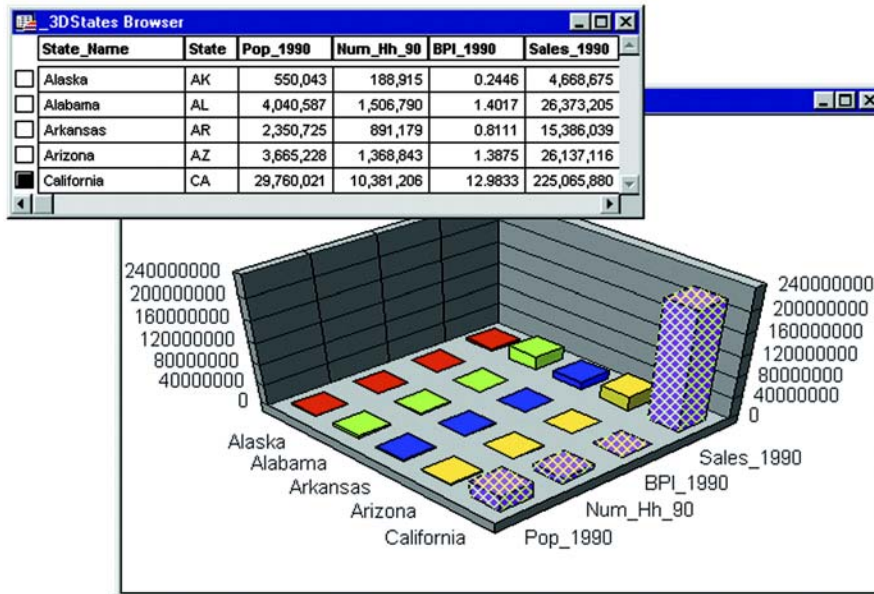 _3DStates Browser
State_Name State Pop_1990 Num_Hh_90 BPI_1990 Sales_1990
Alaska AK 550,043 188,915 0.2446 4,668,675
Alabama AL 4,040,587 1,506,790 1.4017 26,373,205
Arkansas AR 2,350,725 891,179 0.8111 15,386,039
Arizona AZ 3,665,228 1,368,843 1.3875 26,137,116
California CA 29,760,021 10,381,206 12.9833 225,065,880
240000000
200000000
160000000
120000000
80000000
40000000
0
240000000
200000000
160000000
120000000
80000000
40000000
0
Alaska
Alabama
Arkansas
Arizona
California
Sales_1990
BPI_1990
Num_Hh_90
Pop_1990